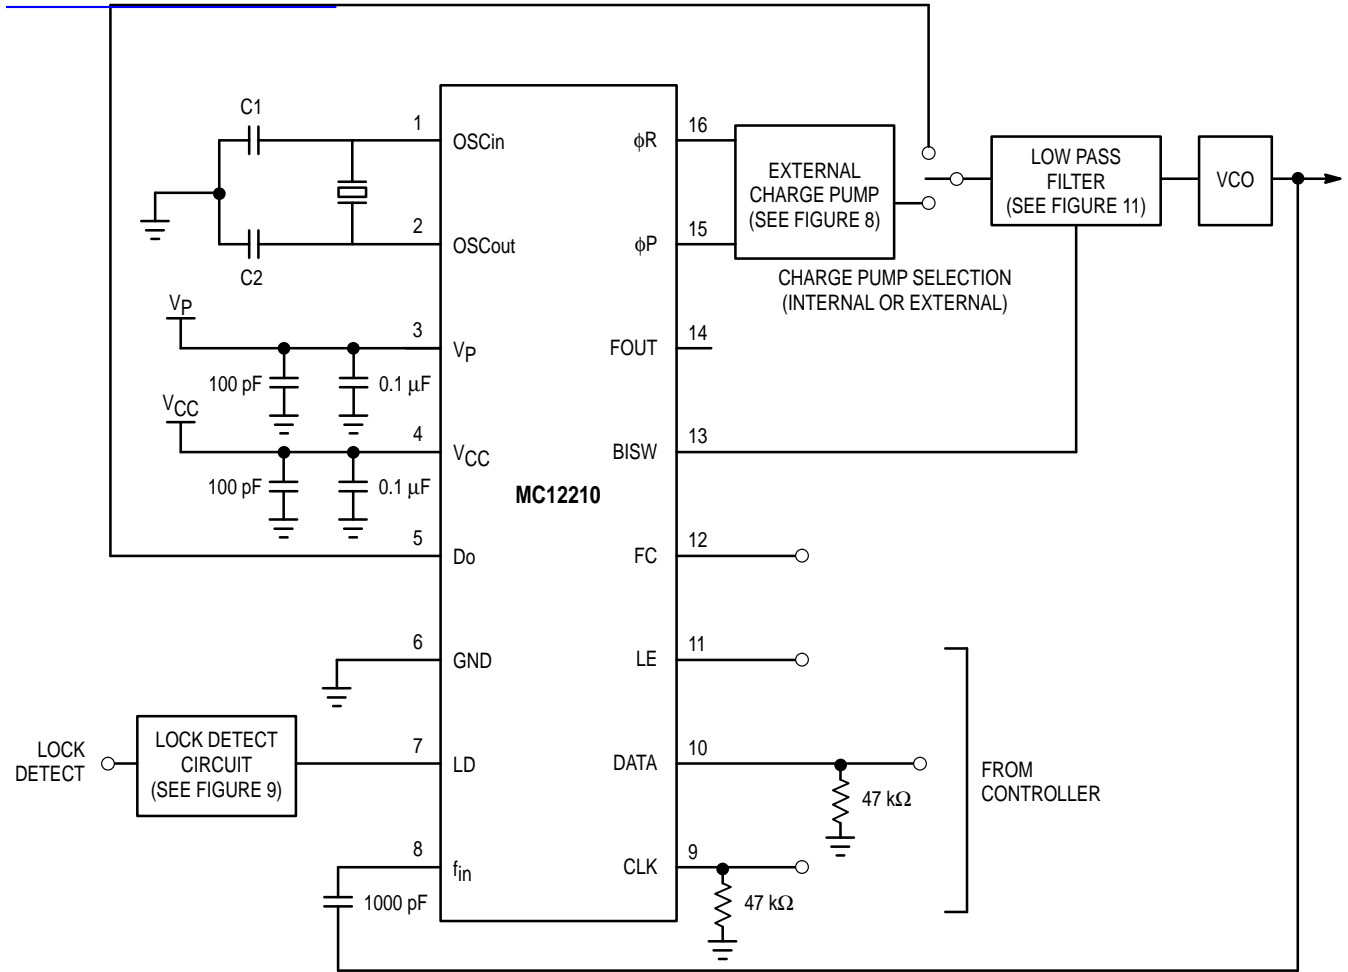 C1
C2
1
OSCin
2
OSCout
VP
3
VP
100 pF
0.1 μF
VCC
4
VCC
100 pF
0.1 μF
5
Do
6
GND
LOCK
DETECT
LOCK DETECT
CIRCUIT
(SEE FIGURE 9)
7
LD
8
fin
1000 pF
MC12210
16
ϕR
15
ϕP
EXTERNAL
CHARGE PUMP
(SEE FIGURE 8)
CHARGE PUMP SELECTION
(INTERNAL OR EXTERNAL)
LOW PASS
FILTER
(SEE FIGURE 11)
VCO
14
FOUT
13
BISW
12
FC
11
LE
10
DATA
47 kΩ
9
CLK
47 kΩ
FROM
CONTROLLER